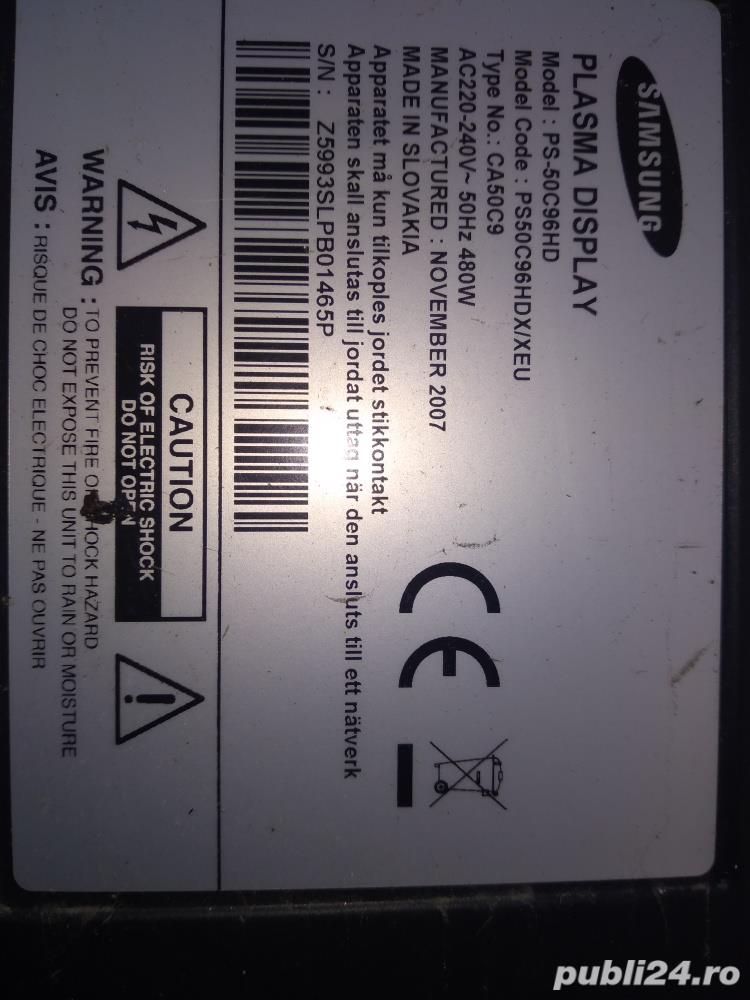 SAMSUNG
PLASMA DISPLAY
Model : PS-50C96HD
Model Code : PS50C96HDX/XEU
Type No.: CA50C9
AC220-240V~ 50Hz 480W
MANUFACTURED : NOVEMBER 2007
MADE IN SLOVAKIA
Apparatet må kun tilkoples jordet stikkontakt
Apparaten skall anslutas till jordat uttag när den ansluts till ett nätverk
S/N : Z5993SLPB01465P
CE
CAUTION
RISK OF ELECTRIC SHOCK
DO NOT OPEN
WARNING : TO PREVENT FIRE OR SHOCK HAZARD
DO NOT EXPOSE THIS UNIT TO RAIN OR MOISTURE
AVIS : RISQUE DE CHOC ELECTRIQUE - NE PAS OUVRIR
publi24.ro